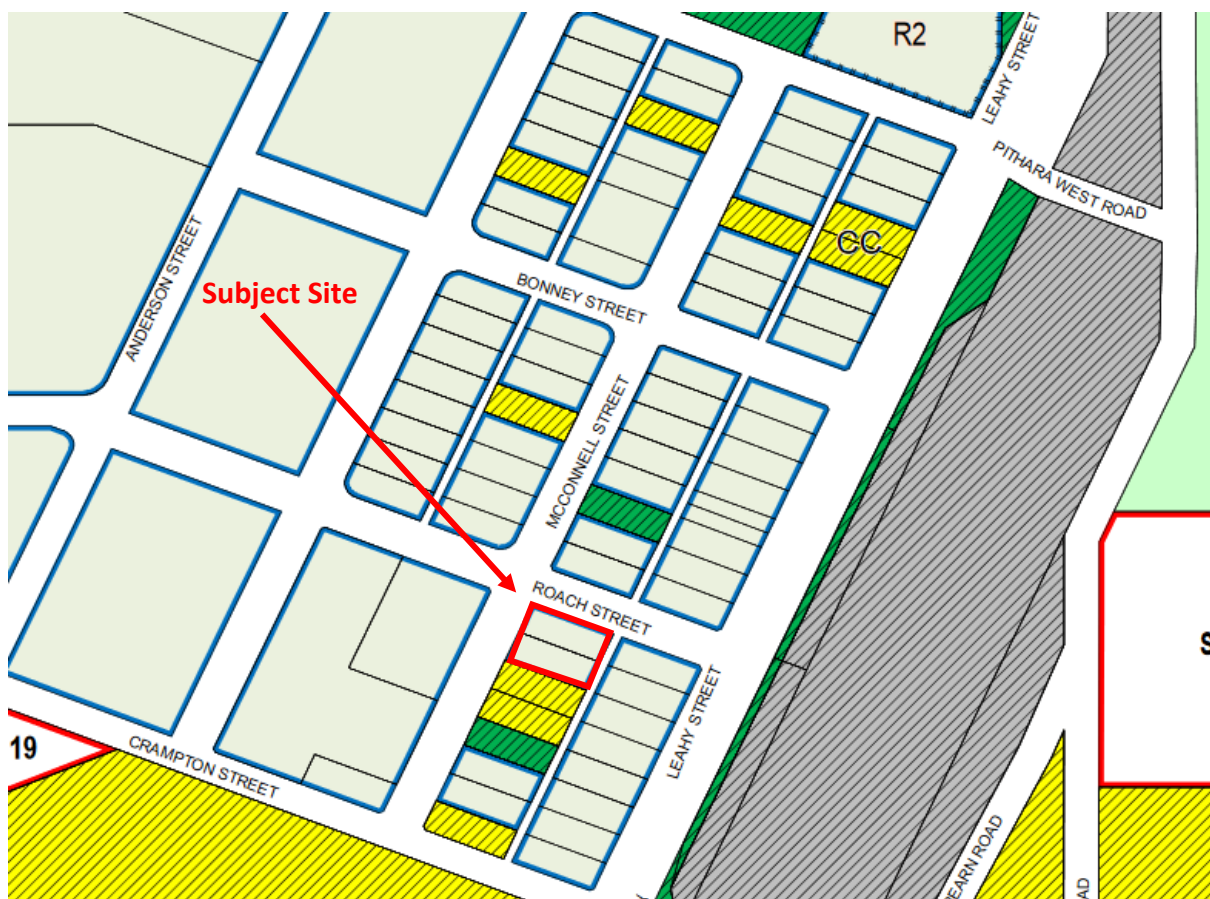 R2
LEAHY STREET
PITHARA WEST ROAD
CC
ANDERSON STREET
BONNEY STREET
Subject Site
MCCONNELL STREET
ROACH STREET
S
LEAHY STREET
19
CRAMPTON STREET
EARN ROAD
AD